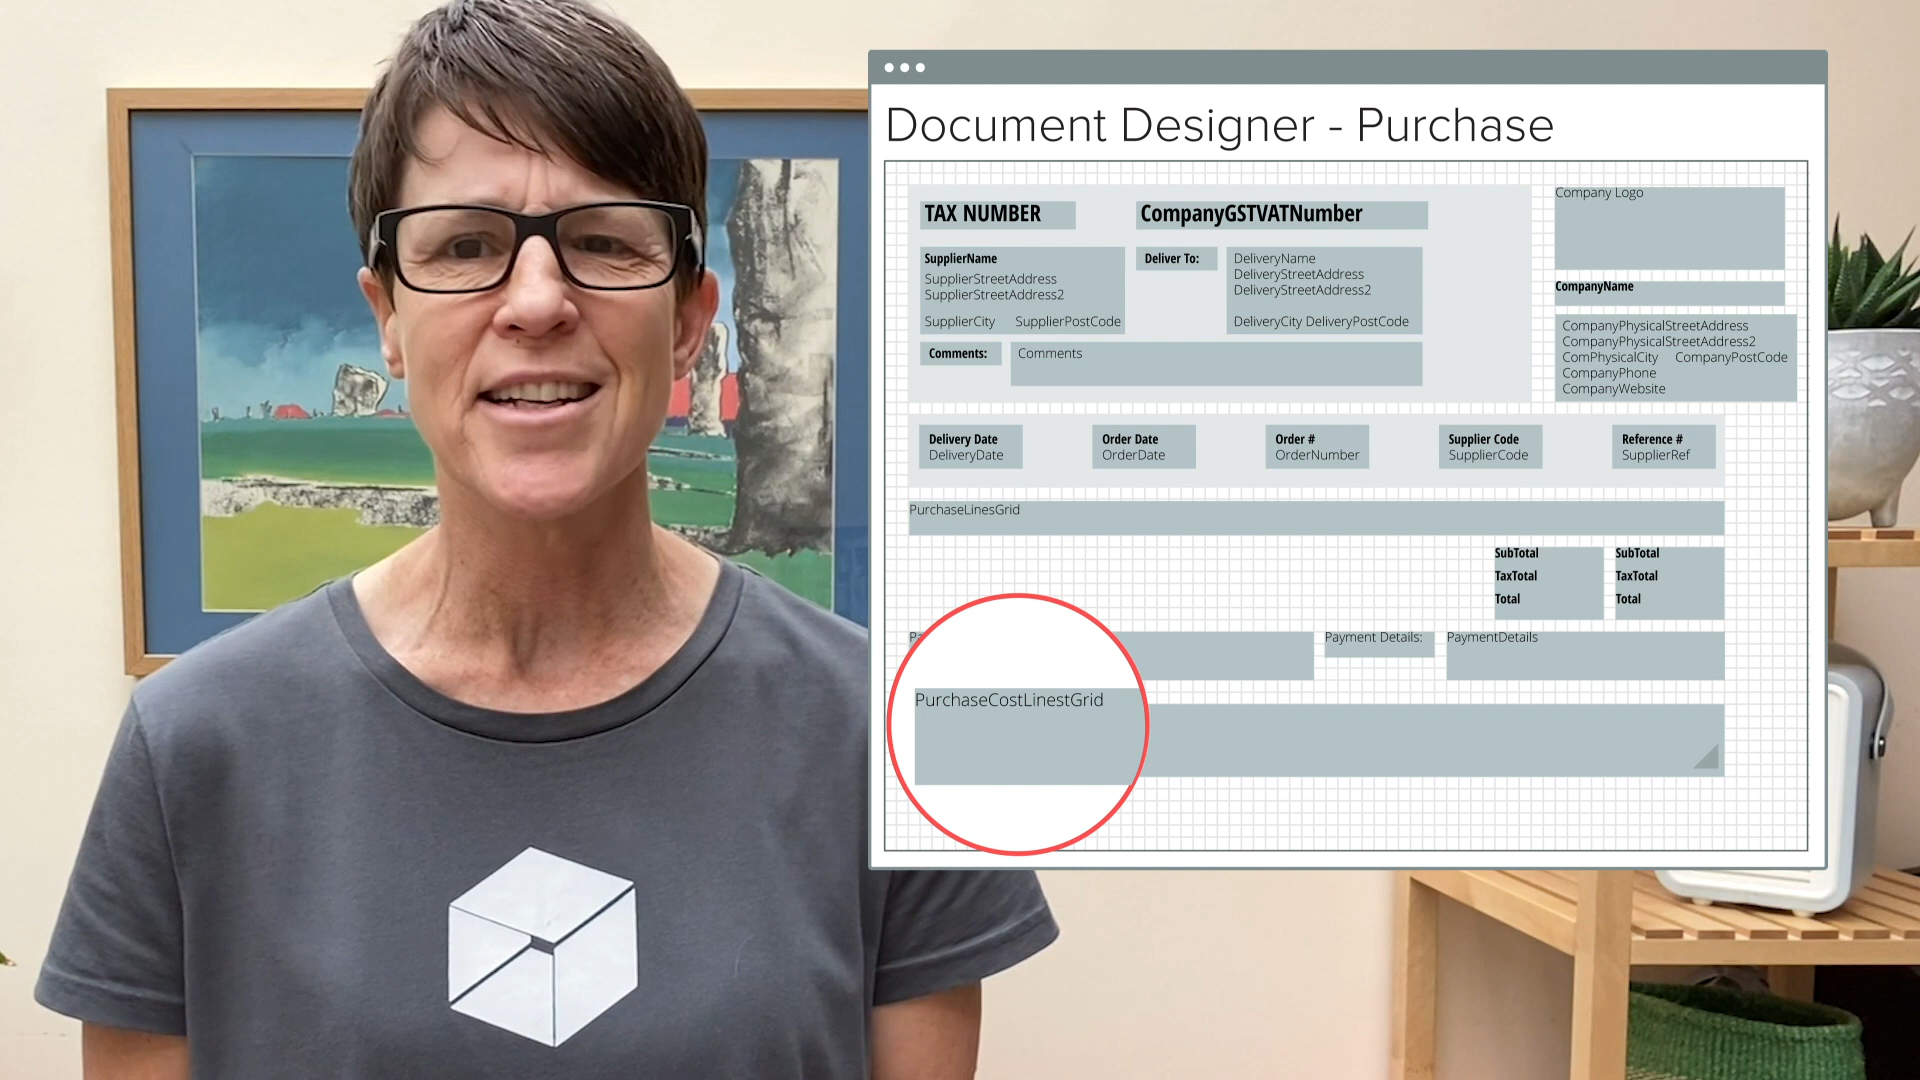 Document Designer - Purchase
TAX NUMBER
CompanyGSTVATNumber
Company Logo
SupplierName
SupplierStreetAddress
SupplierStreetAddress2
SupplierCity SupplierPostCode
Deliver To:
DeliveryName
DeliveryStreetAddress
DeliveryStreetAddress2
DeliveryCity DeliveryPostCode
CompanyName
CompanyPhysicalStreetAddress
CompanyPhysicalStreetAddress2
ComPhysicalCity CompanyPostCode
CompanyPhone
CompanyWebsite
Comments:
Comments
Delivery Date
DeliveryDate
Order Date
OrderDate
Order #
OrderNumber
Supplier Code
SupplierCode
Reference #
SupplierRef
PurchaseLinesGrid
SubTotal
TaxTotal
Total
SubTotal
TaxTotal
Total
Payment Details:
PaymentDetails
PurchaseCostLinestGrid